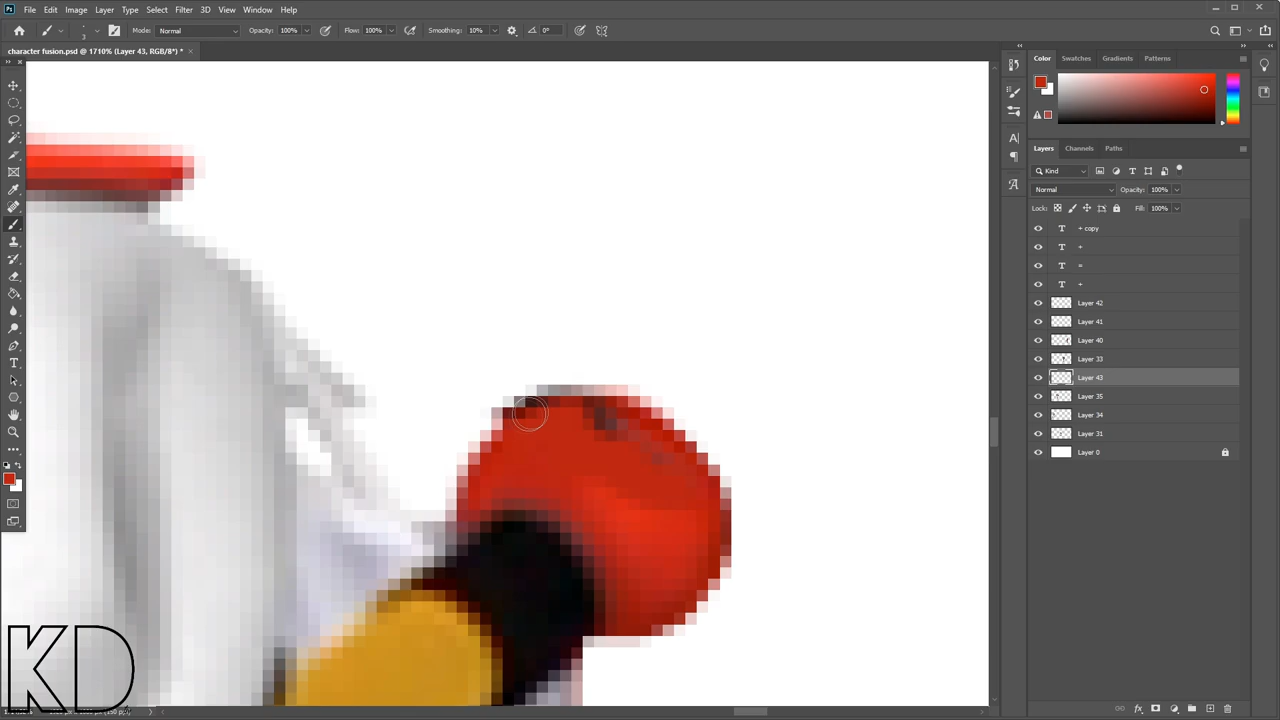 Ps File Edit Image Layer Type Select Filter 3D View Window Help
Mode: Normal Opacity: 100% Flow: 100% Smoothing: 10% 0°
character fusion.psd @ 1710% (Layer 43, RGB/8*) * ×
Color Swatches Gradients Patterns
Layers Channels Paths
Kind
Normal Opacity: 100%
Lock: Fill: 100%
T + copy
T +
T =
T +
Layer 42
Layer 41
Layer 40
Layer 33
Layer 43
Layer 35
Layer 34
Layer 31
Layer 0
KD